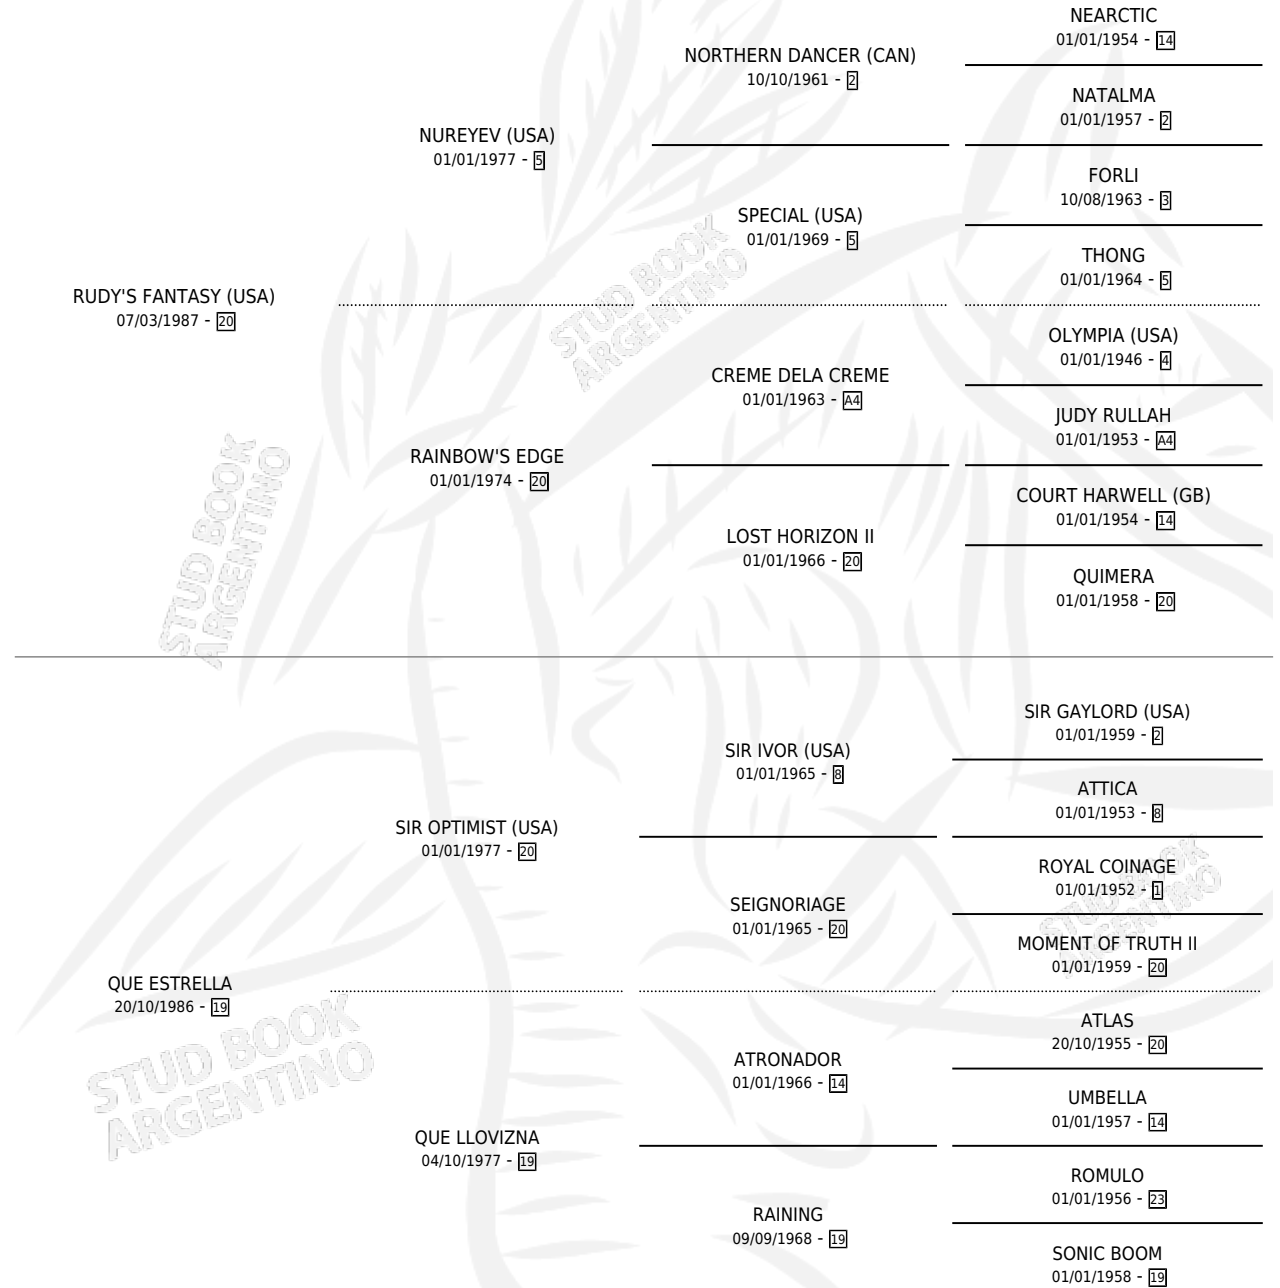 NEARCTIC
01/01/1954 - 14
NORTHERN DANCER (CAN)
10/10/1961 - 2
NATALMA
01/01/1957 - 2
NUREYEV (USA)
01/01/1977 - 5
FORLI
10/08/1963 - 3
SPECIAL (USA)
01/01/1969 - 5
THONG
01/01/1964 - 5
RUDY'S FANTASY (USA)
07/03/1987 - 20
OLYMPIA (USA)
01/01/1946 - 4
CREME DELA CREME
01/01/1963 - A4
JUDY RULLAH
01/01/1953 - A4
RAINBOW'S EDGE
01/01/1974 - 20
COURT HARWELL (GB)
01/01/1954 - 14
LOST HORIZON II
01/01/1966 - 20
QUIMERA
01/01/1958 - 20
STUD BOOK
ARGENTINO
STUD BOOK
ARGENTINO
SIR GAYLORD (USA)
01/01/1959 - 2
SIR IVOR (USA)
01/01/1965 - 8
ATTICA
01/01/1953 - 8
SIR OPTIMIST (USA)
01/01/1977 - 20
ROYAL COINAGE
01/01/1952 - 1
SEIGNORIAGE
01/01/1965 - 20
MOMENT OF TRUTH II
01/01/1959 - 20
STUD BOOK
ARGENTINO
QUE ESTRELLA
20/10/1986 - 19
ATLAS
20/10/1955 - 20
ATRONADOR
01/01/1966 - 14
UMBELLA
01/01/1957 - 14
STUD BOOK
ARGENTINO
QUE LLOVIZNA
04/10/1977 - 19
ROMULO
01/01/1956 - 23
RAINING
09/09/1968 - 19
SONIC BOOM
01/01/1958 - 19